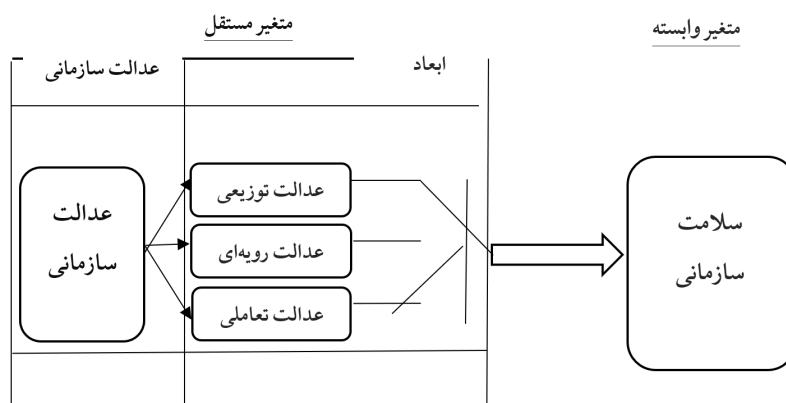 متغیر وابسته
متغیر مستقل
ابعاد
عدالت سازمانی
عدالت
سازمانی
عدالت توزیعی
عدالت رویه‌ای
عدالت تعاملی
سلامت
سازمانی